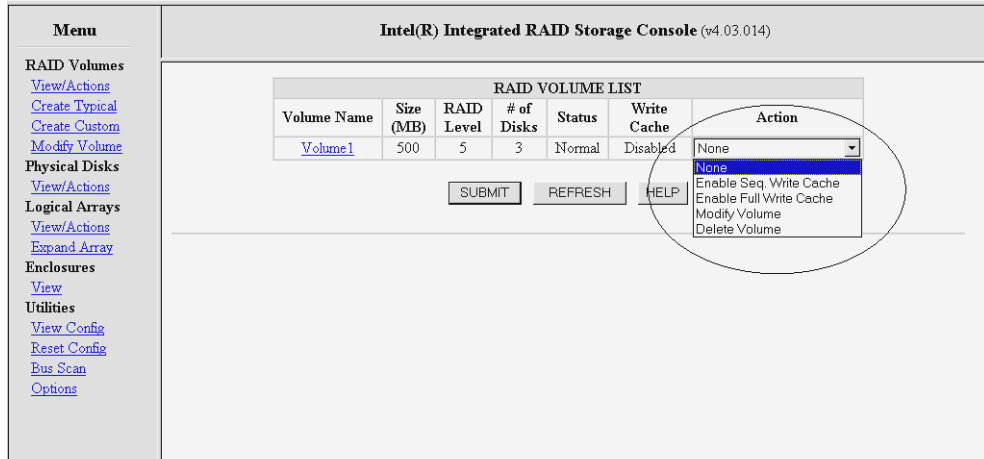 Menu
Intel(R) Integrated RAID Storage Console (v4.03.014)
RAID Volumes
View/Actions
Create Typical
Create Custom
Modify Volume
Physical Disks
View/Actions
Logical Arrays
View/Actions
Expand Array
Enclosures
View
Utilities
View Config
Reset Config
Bus Scan
Options
RAID VOLUME LIST
Volume Name Size (MB) RAID Level # of Disks Status Write Cache Action
Volume1 500 5 3 Normal Disabled None
None
Enable Seq. Write Cache
Enable Full Write Cache
Modify Volume
Delete Volume
SUBMIT REFRESH HELP